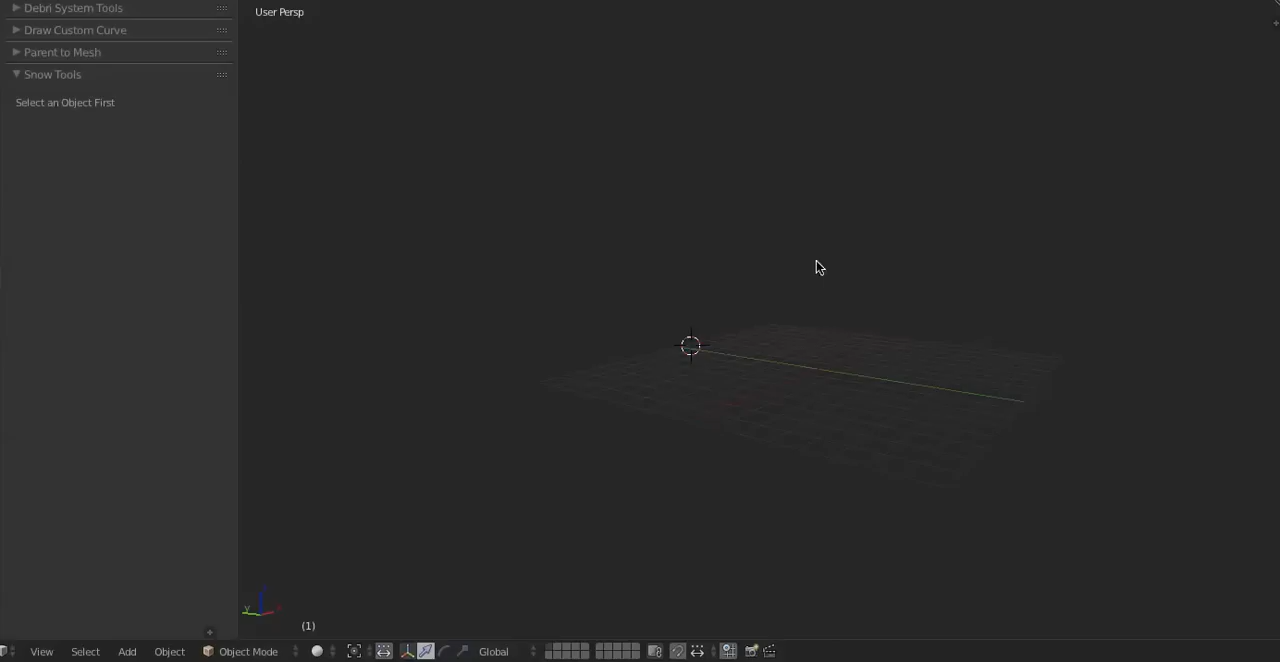 Debri System Tools
User Persp
Draw Custom Curve
Parent to Mesh
Snow Tools
Select an Object First
y
(1)
View Select Add Object Object Mode Global